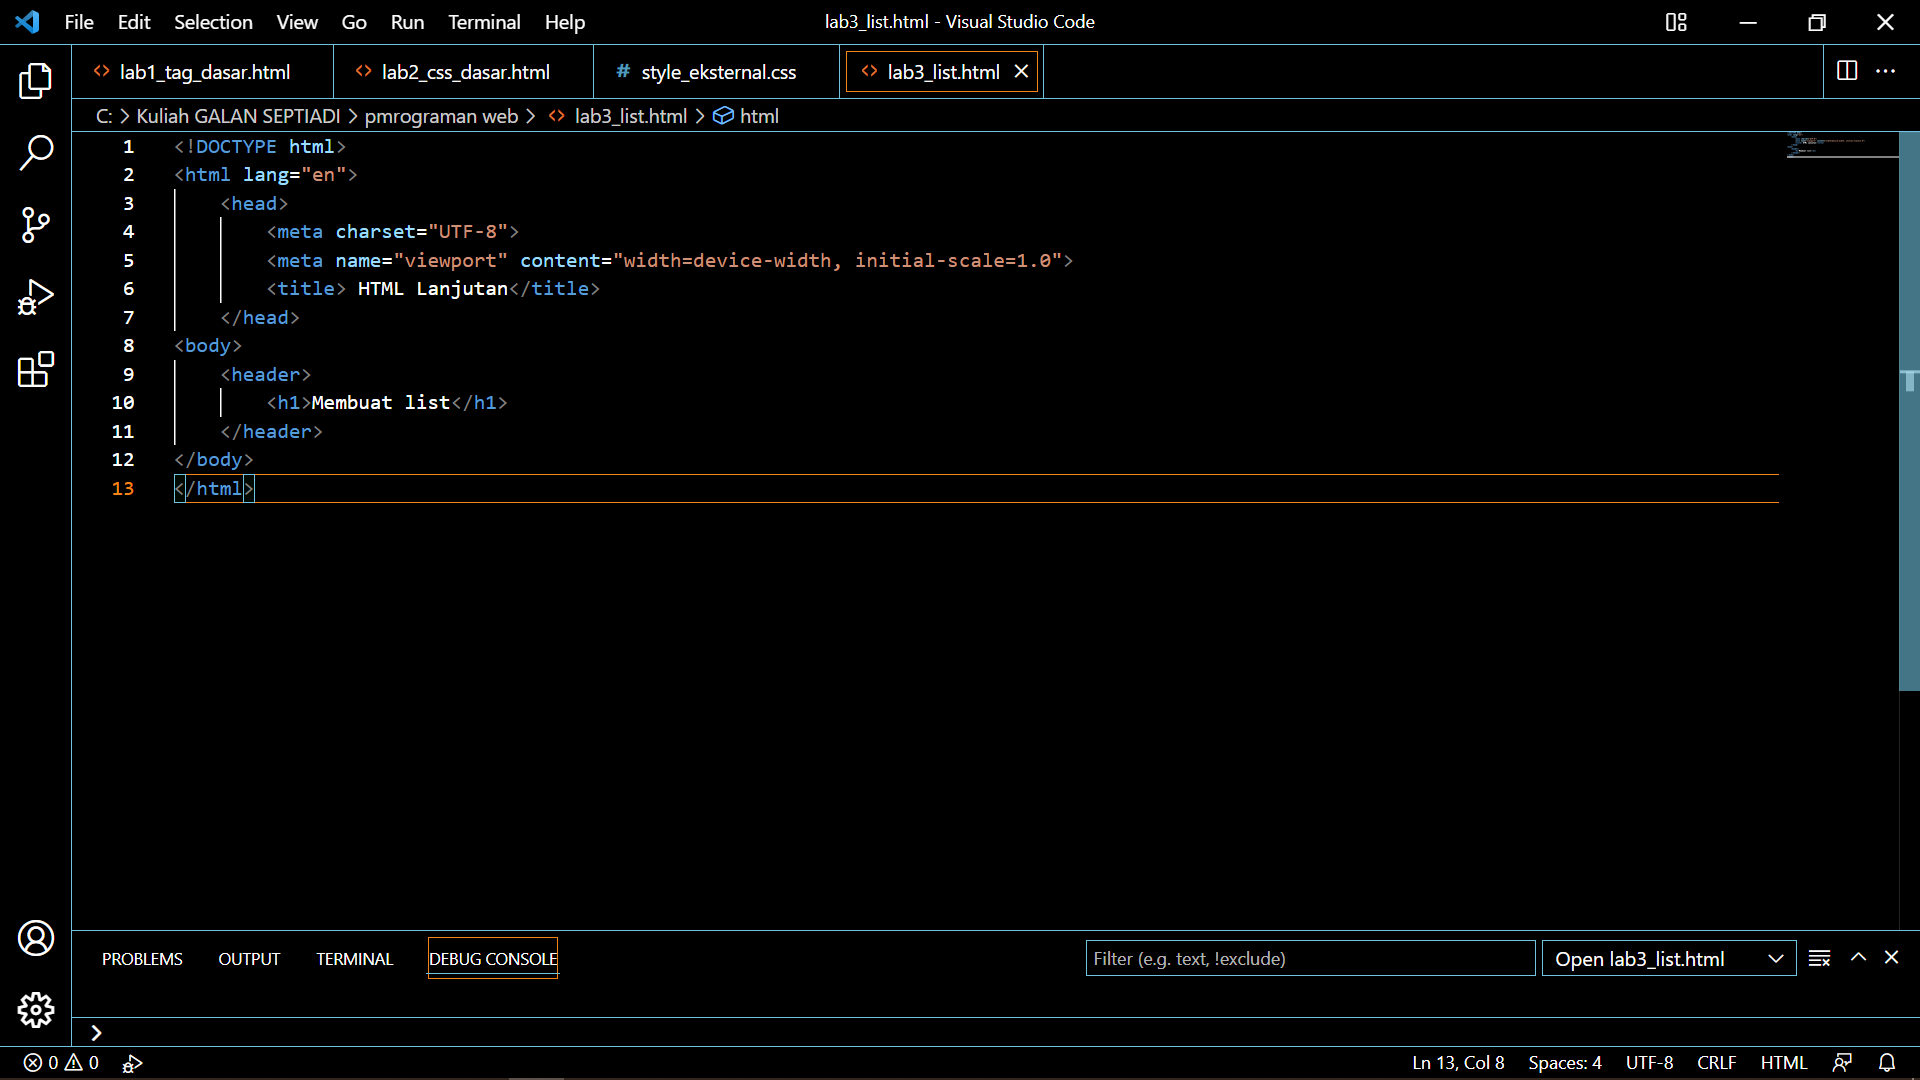 File Edit Selection View Go Run Terminal Help lab3_list.html - Visual Studio Code
lab1_tag_dasar.html lab2_css_dasar.html # style_eksternal.css lab3_list.html
C: > Kuliah GALAN SEPTIADI > pmrograman web > lab3_list.html > html
1 <!DOCTYPE html>
2 <html lang="en">
3     <head>
4         <meta charset="UTF-8">
5         <meta name="viewport" content="width=device-width, initial-scale=1.0">
6         <title> HTML Lanjutan</title>
7     </head>
8 <body>
9     <header>
10         <h1>Membuat list</h1>
11     </header>
12 </body>
13 </html>
PROBLEMS OUTPUT TERMINAL DEBUG CONSOLE Filter (e.g. text, !exclude) Open lab3_list.html
0 0 Ln 13, Col 8 Spaces: 4 UTF-8 CRLF HTML